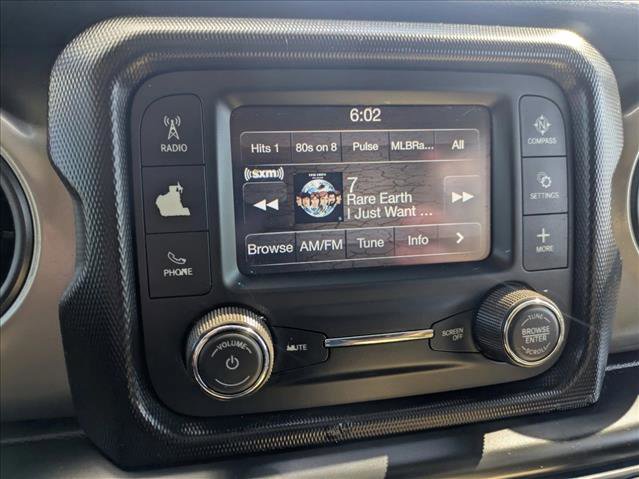 6:02
Hits 1 80s on 8 Pulse MLBRa... All
((sxm))
7
Rare Earth
I Just Want ...
Browse AM/FM Tune Info >
RADIO
PHONE
COMPASS
SETTINGS
+
MORE
VOLUME
MUTE
SCREEN
OFF
TUNE
BROWSE
ENTER
SCROLL